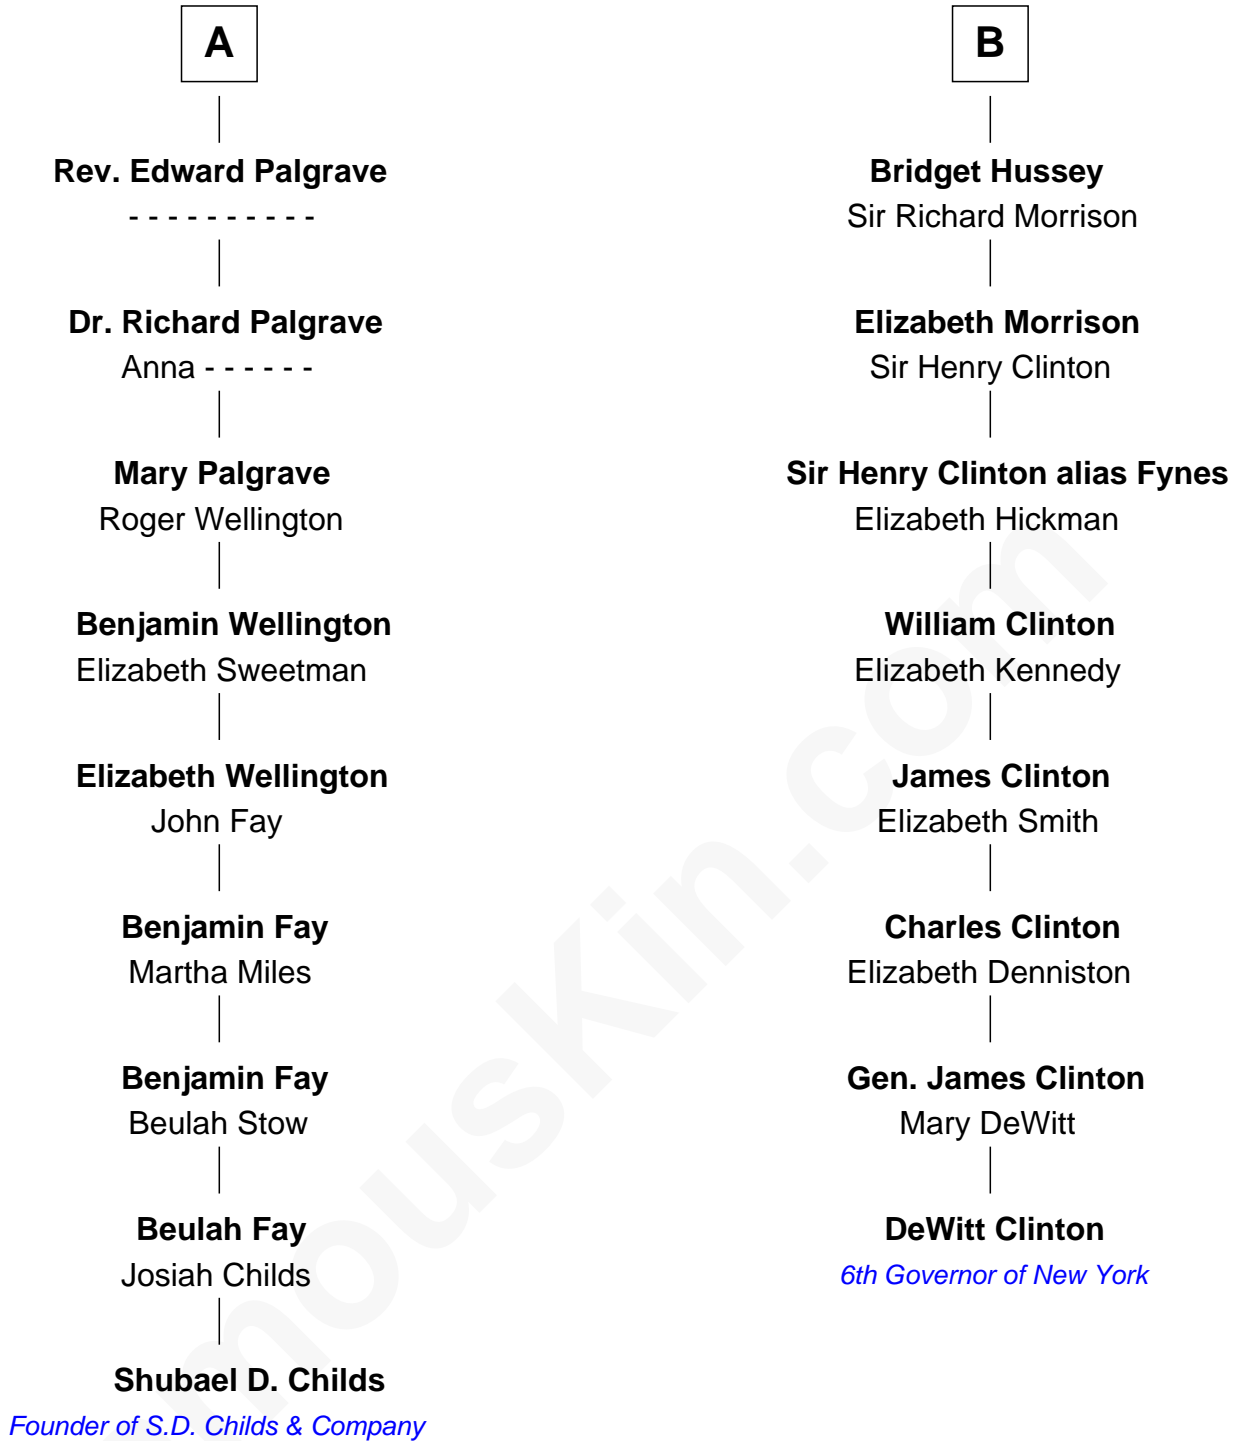 A
Rev. Edward Palgrave
- - - - - - - - - -
Dr. Richard Palgrave
Anna - - - - - -
Mary Palgrave
Roger Wellington
Benjamin Wellington
Elizabeth Sweetman
Elizabeth Wellington
John Fay
Benjamin Fay
Martha Miles
Benjamin Fay
Beulah Stow
Beulah Fay
Josiah Childs
Shubael D. Childs
Founder of S.D. Childs & Company
B
Bridget Hussey
Sir Richard Morrison
Elizabeth Morrison
Sir Henry Clinton
Sir Henry Clinton alias Fynes
Elizabeth Hickman
William Clinton
Elizabeth Kennedy
James Clinton
Elizabeth Smith
Charles Clinton
Elizabeth Denniston
Gen. James Clinton
Mary DeWitt
DeWitt Clinton
6th Governor of New York
mousKin.com